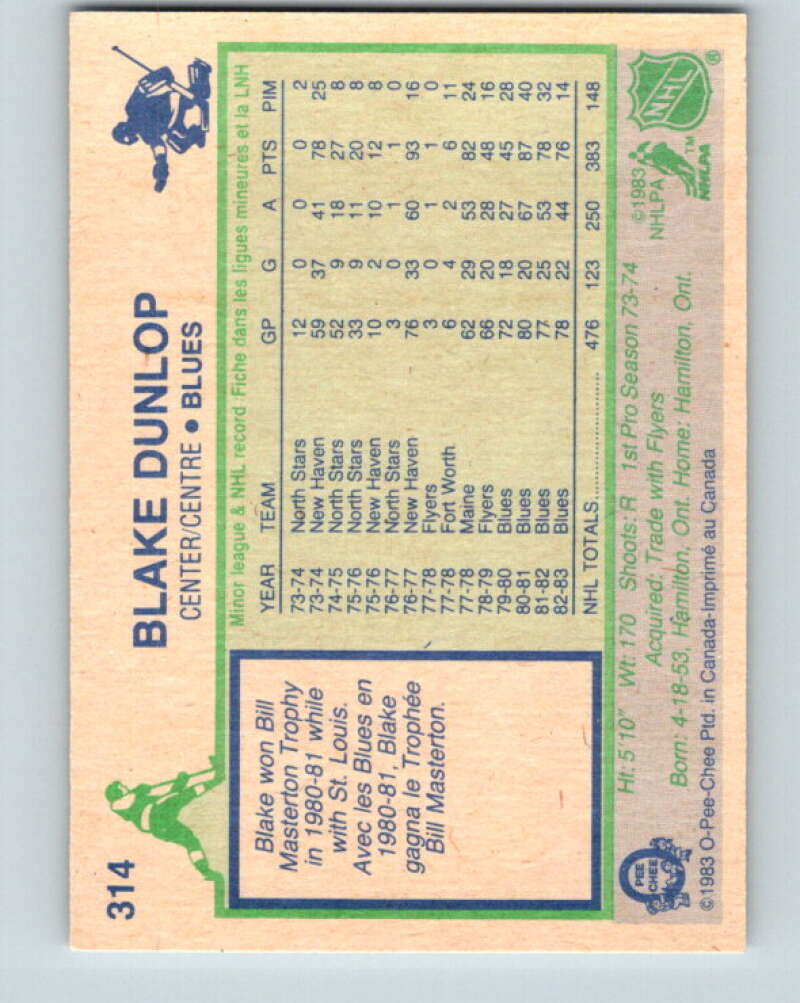 314
BLAKE DUNLOP
CENTER/CENTRE • BLUES
Blake won Bill
Masterton Trophy
in 1980-81 while
with St. Louis.
Avec les Blues en
1980-81, Blake
gagna le Trophée
Bill Masterton.
Minor league & NHL record Fiche dans les ligues mineures et la LNH
YEAR TEAM GP G A PTS PIM
73-74 North Stars 12 0 0 0 2
73-74 New Haven 59 37 41 78 25
74-75 North Stars 52 9 18 27 8
75-76 North Stars 33 9 11 20 8
75-76 New Haven 10 2 10 12 8
76-77 North Stars 3 0 1 1 0
76-77 New Haven 76 33 60 93 16
77-78 Flyers 3 0 1 1 0
77-78 Fort Worth 6 4 2 6 11
77-78 Maine 62 29 53 82 24
78-79 Flyers 66 20 28 48 16
79-80 Blues 72 18 27 45 28
80-81 Blues 80 20 67 87 40
81-82 Blues 77 25 53 78 32
82-83 Blues 78 22 44 76 14
NHL TOTALS 476 123 250 383 148
Ht: 5'10" Wt: 170 Shoots: R 1st Pro Season 73-74
Acquired: Trade with Flyers
Born: 4-18-53, Hamilton, Ont. Home: Hamilton, Ont.
©1983
NHLPA
NHL ®
NHLPA ™
O
PEE
CHEE
©1983 O-Pee-Chee Ptd. in Canada-Imprimé au Canada